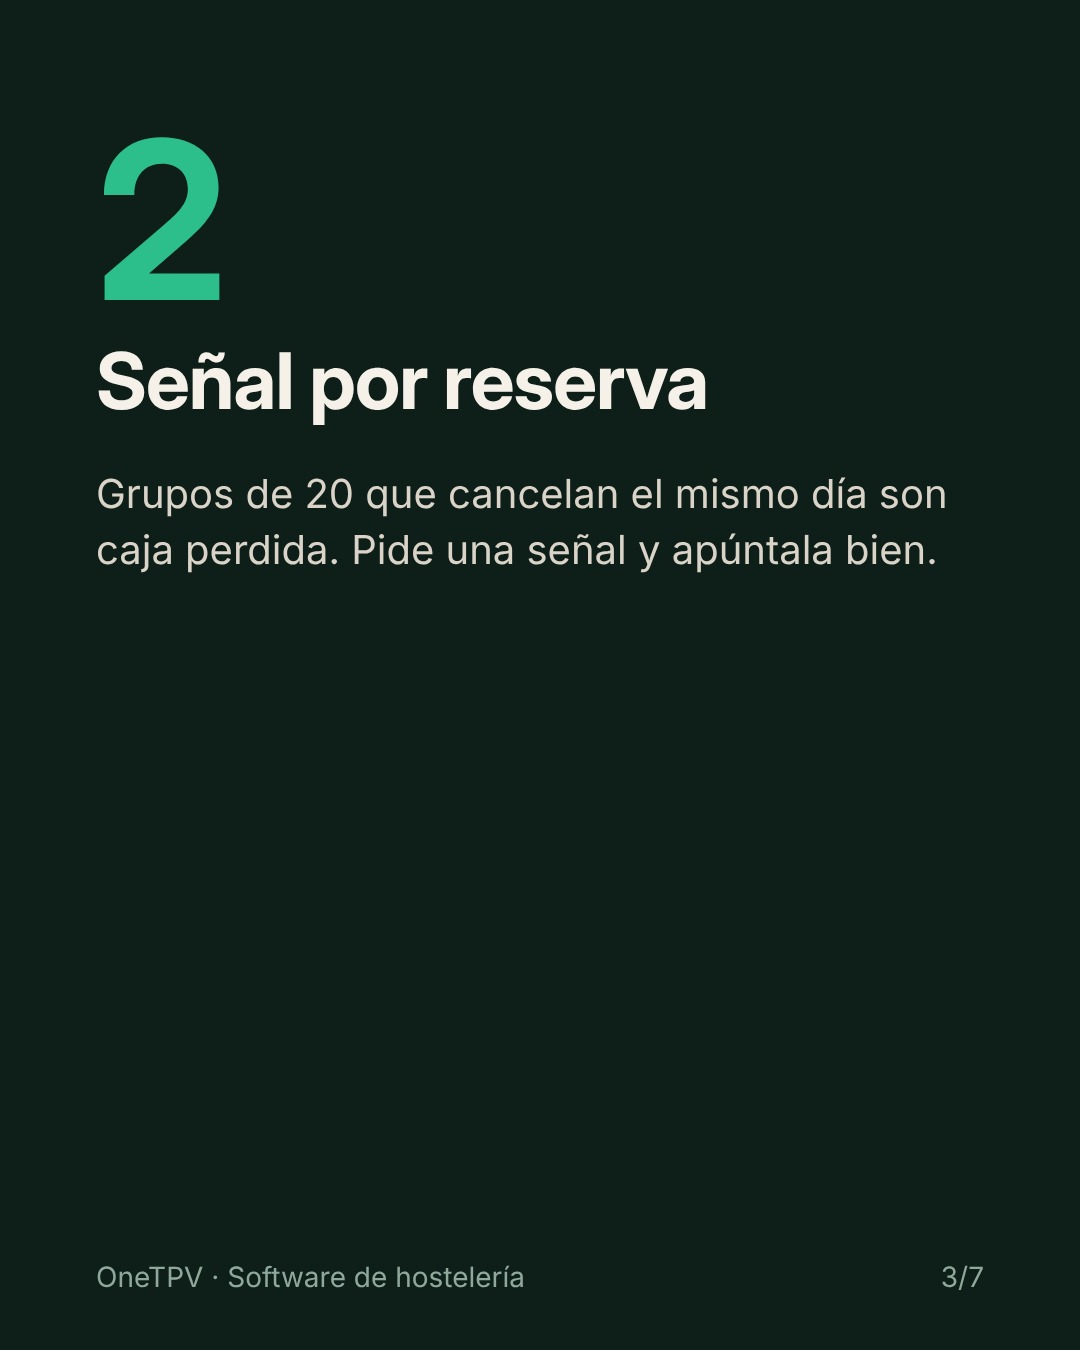 2
Señal por reserva
Grupos de 20 que cancelan el mismo día son
caja perdida. Pide una señal y apúntala bien.
OneTPV · Software de hostelería
3/7